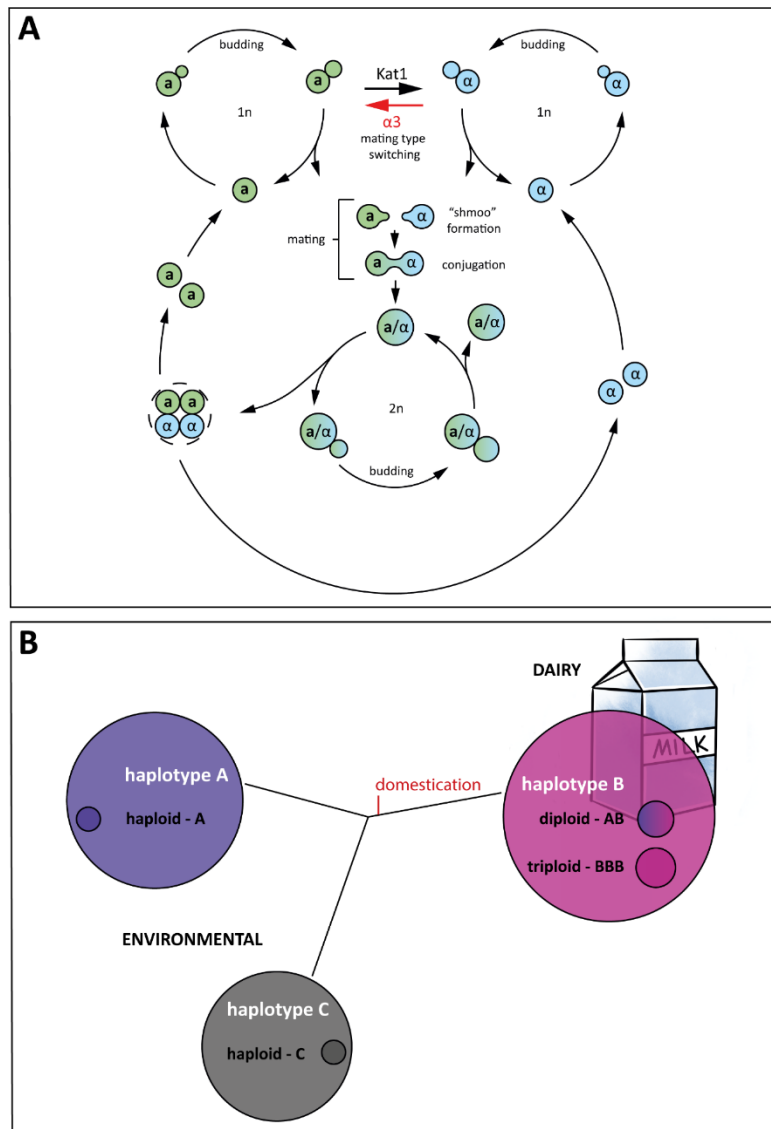 A
budding
budding
a
a
Kat1
α
α
1n
α3
1n
mating type
switching
a
α
a
α
"shmoo"
formation
mating
a
α
conjugation
a
a
a/α
a/α
a
a
α
α
α
α
a/α
2n
a/α
budding
B
DAIRY
MILK
haplotype A
domestication
haplotype B
haploid - A
diploid - AB
triploid - BBB
ENVIRONMENTAL
haplotype C
haploid - C